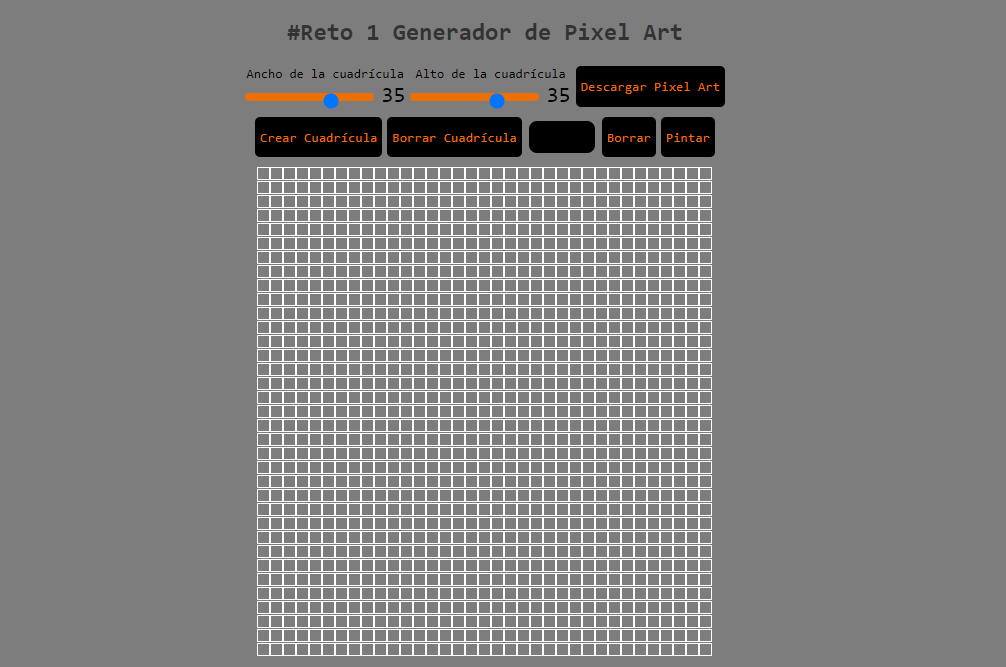 #Reto 1 Generador de Pixel Art
Ancho de la cuadrícula Alto de la cuadrícula
35 35 Descargar Pixel Art
Crear Cuadrícula Borrar Cuadrícula Borrar Pintar